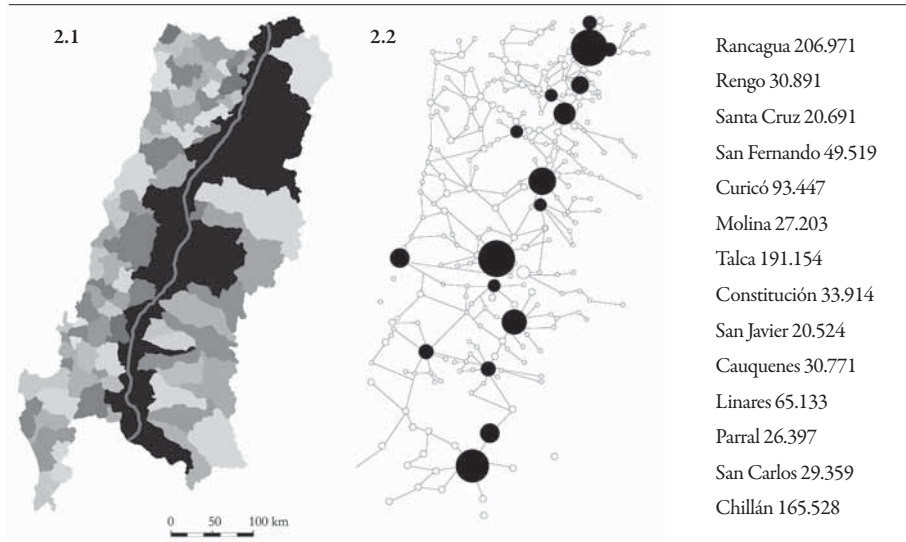 2.1
2.2
Rancagua 206.971
Rengo 30.891
Santa Cruz 20.691
San Fernando 49.519
Curicó 93.447
Molina 27.203
Talca 191.154
Constitución 33.914
San Javier 20.524
Cauquenes 30.771
Linares 65.133
Parral 26.397
San Carlos 29.359
Chillán 165.528
0 50 100 km